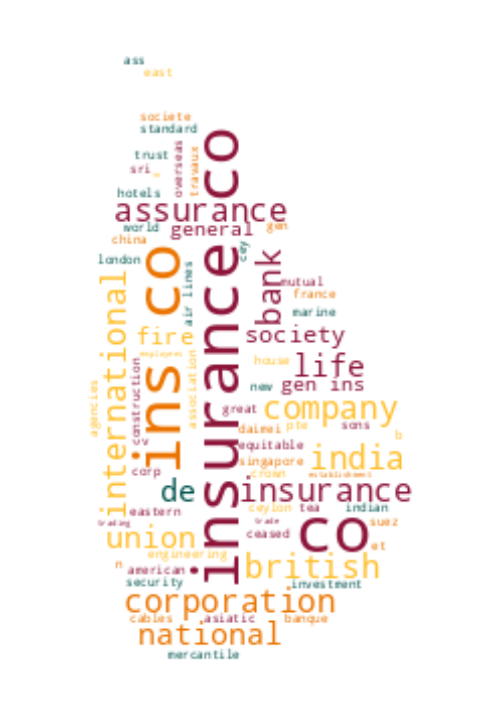 ass
east
societe
standard
insurance co
trust
overseas
travaux
sri
hotels
assurance
world
general
gen
china
cey
london
ins co
bank
air lines
international
mutual
france
marine
fire
society
employees
house
life
construction
association
new
gen ins
agencies
great
company
daimei
pte
sons
b
cv
equitable
singapore
india
corp
crown
establishment
de
insurance
eastern
ceylon
tea
indian
trading
trade
co
suez
union
ceased
et
engineering
n
american
british
security
investment
corporation
cables
asiatic
banque
national
mercantile